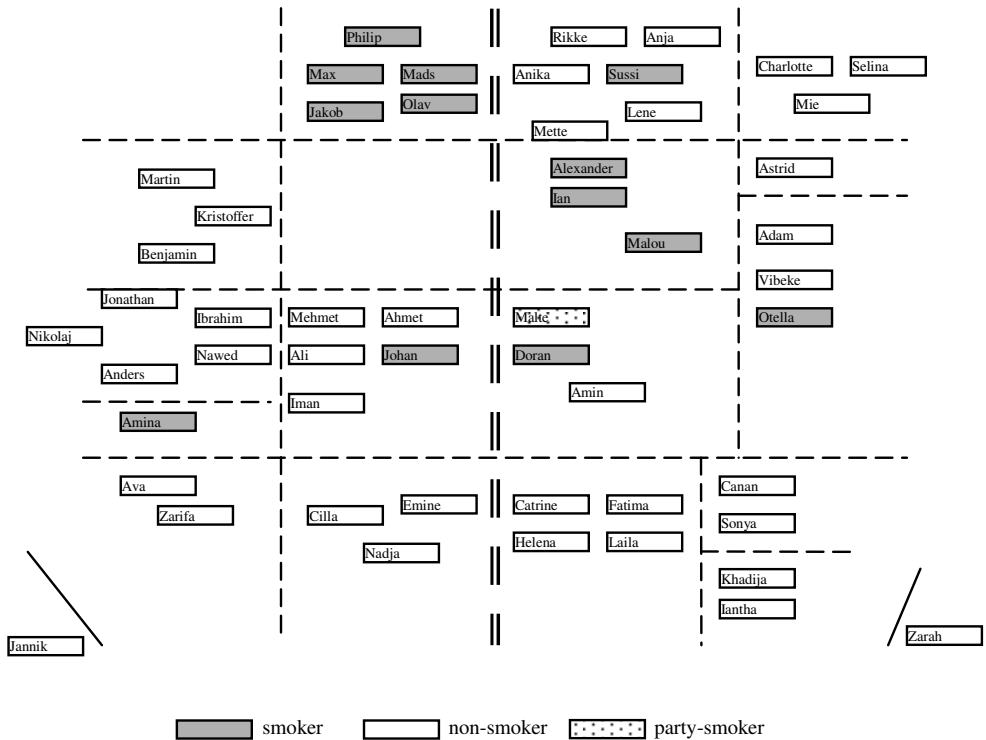 Philip
Rikke
Anja
Max
Mads
Anika
Sussi
Charlotte
Selina
Jakob
Olav
Lene
Mie
Mette
Martin
Alexander
Astrid
Kristoffer
Ian
Benjamin
Malou
Adam
Vibeke
Jonathan
Ibrahim
Mehmet
Ahmet
Otella
Nikolaj
Nawed
Ali
Johan
Doran
Anders
Iman
Amin
Amina
Ava
Canan
Zarifa
Cilla
Emine
Catrine
Fatima
Sonya
Nadja
Helena
Laila
Khadija
Iantha
Jannik
Zarah
smoker
non-smoker
party-smoker